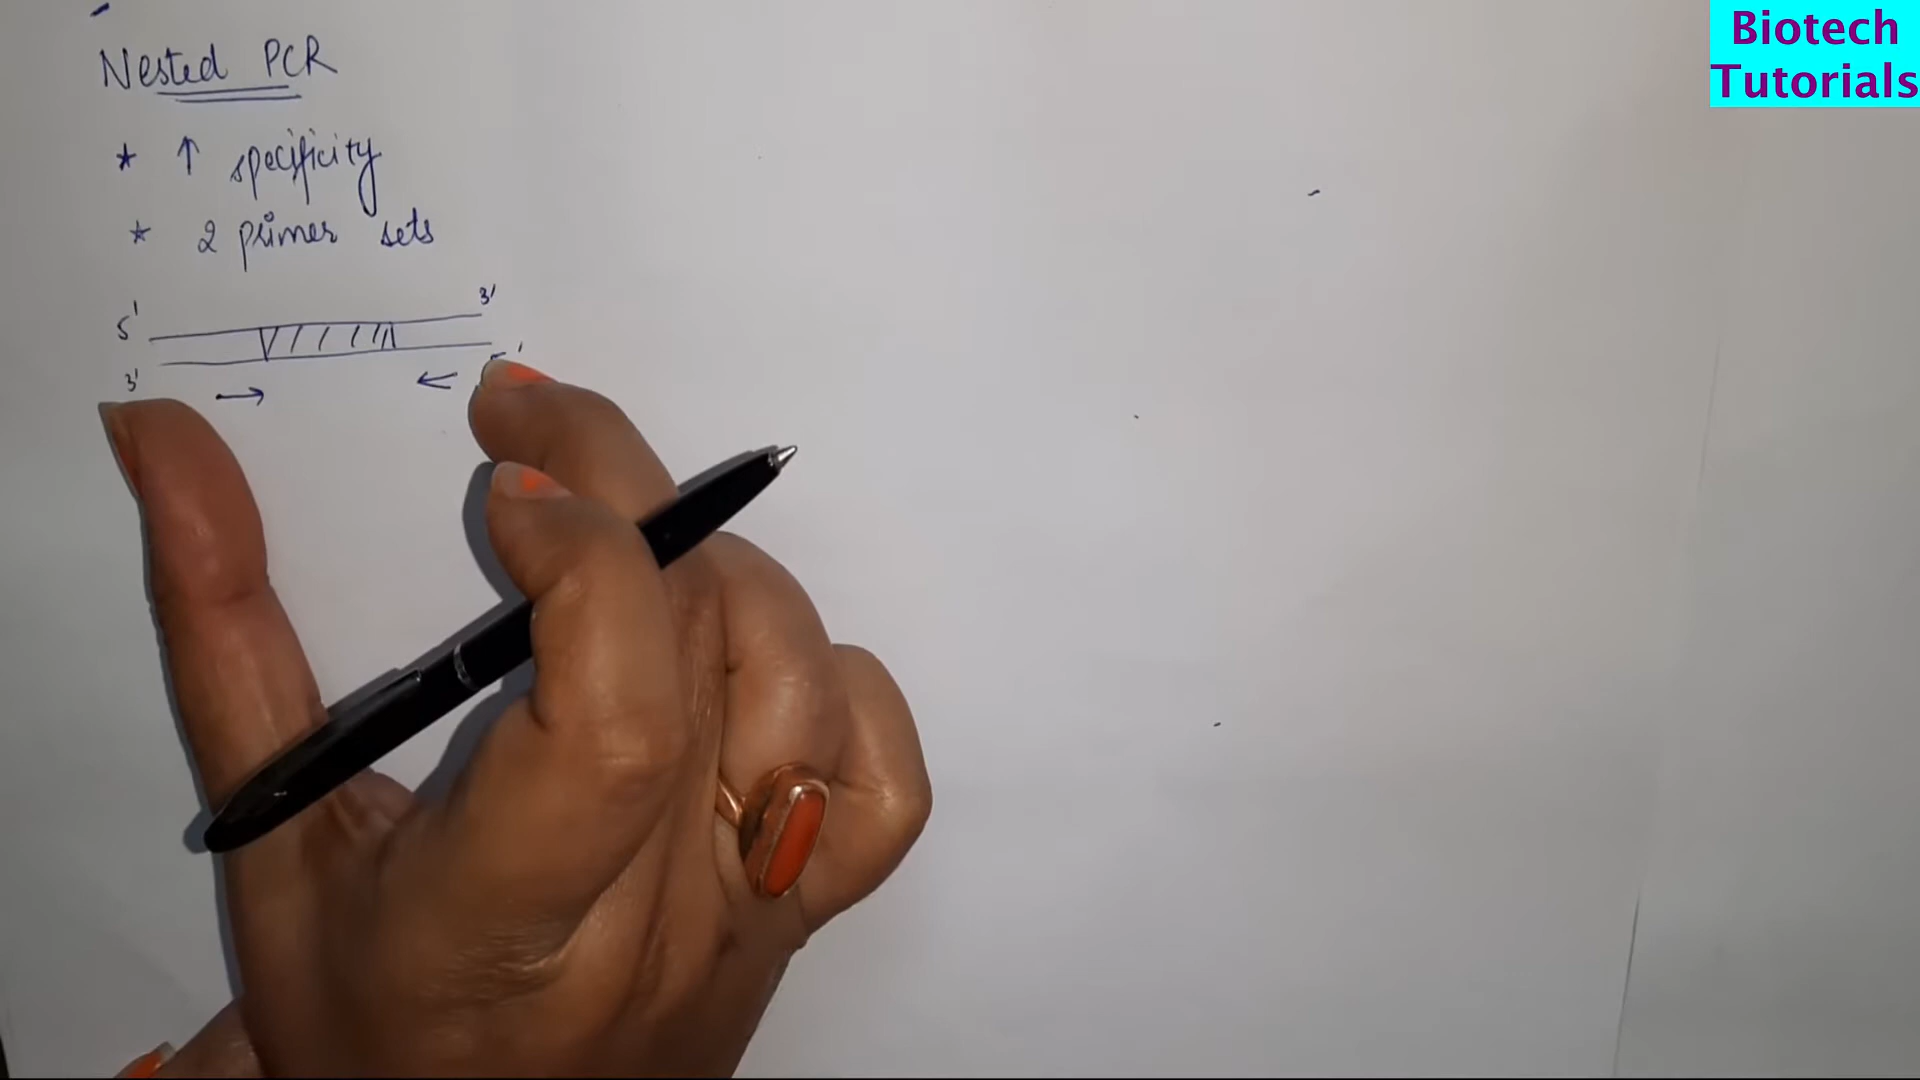 Biotech
Tutorials
Nested PCR
* ↑ specificity
* 2 primer sets
5' 3'
3'